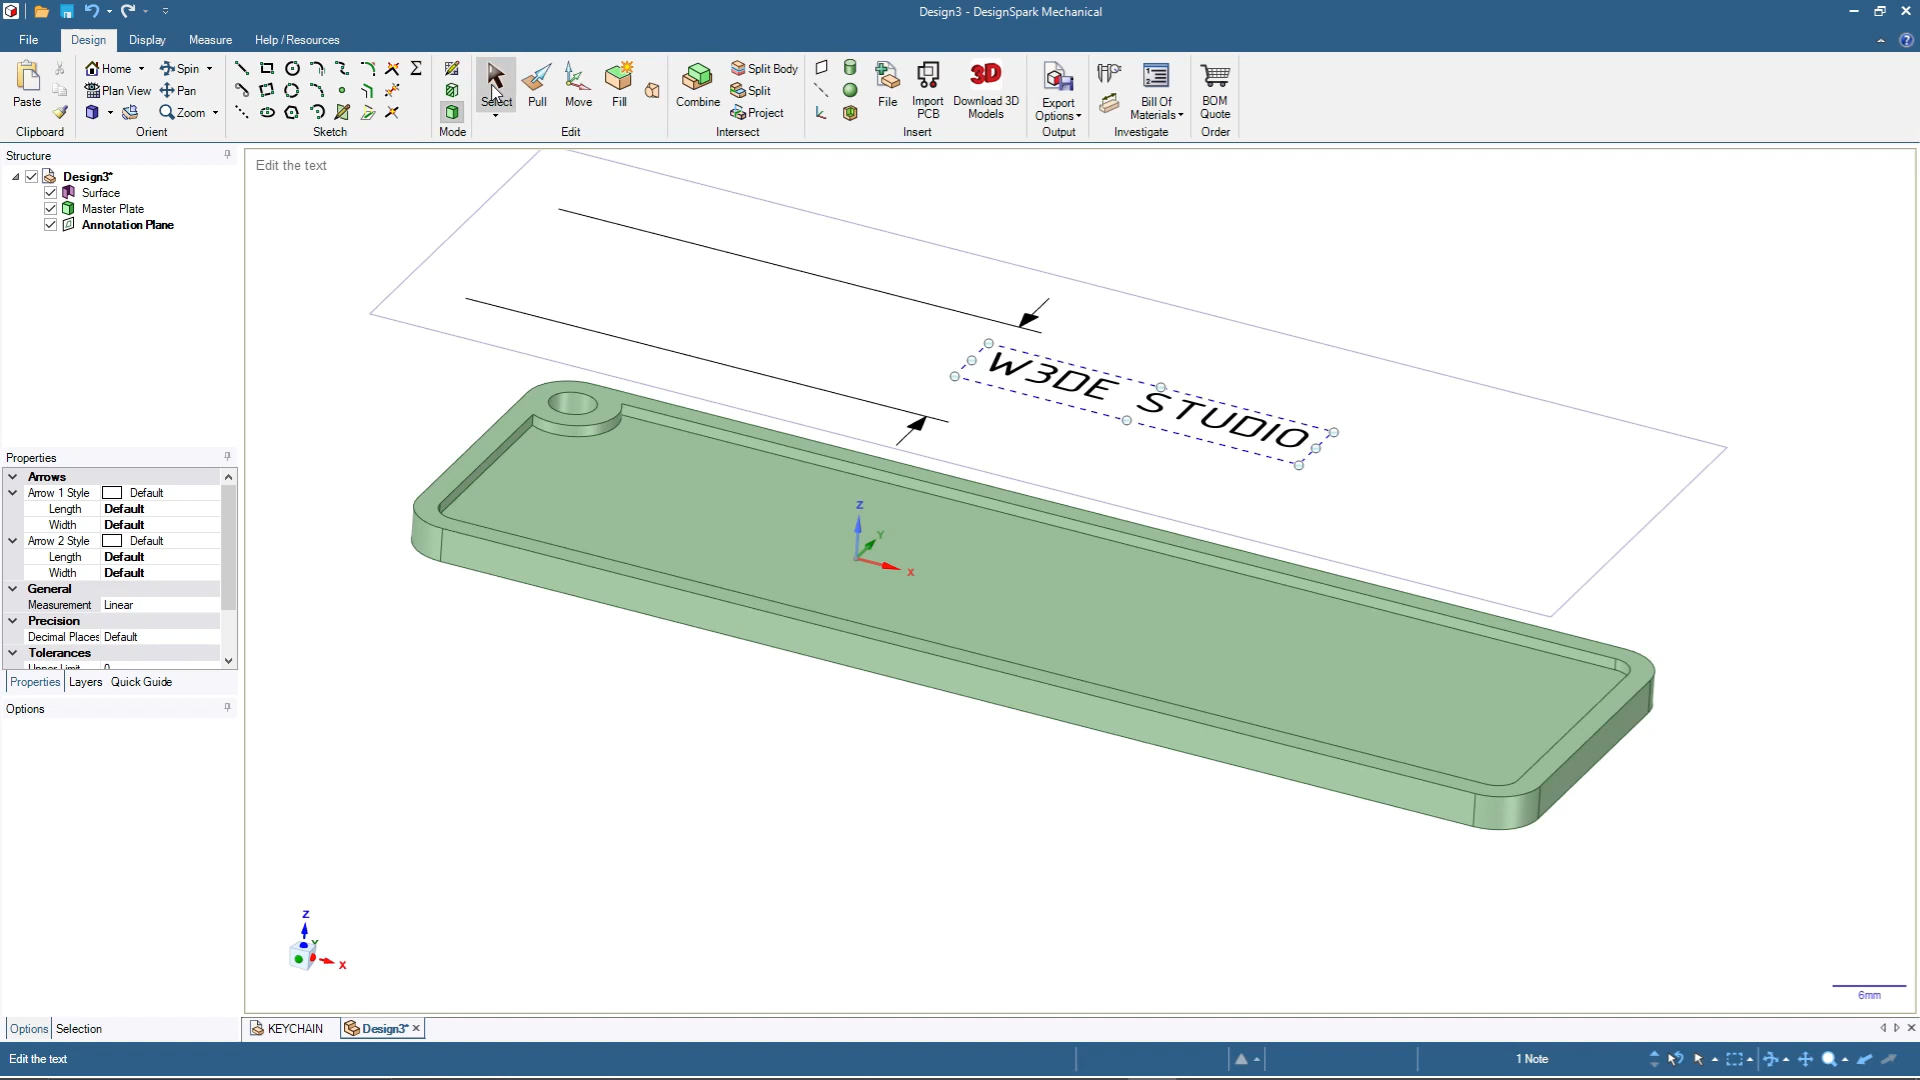 Design3 - DesignSpark Mechanical
File Design Display Measure Help / Resources
Paste Clipboard
Home Spin
Plan View Pan
Zoom
Orient
Sketch
Mode
Select Pull Move Fill
Edit
Combine
Split Body
Split
Project
Intersect
File
Import PCB
Download 3D Models
3D
Insert
Export Options
Output
Bill Of Materials
Investigate
BOM Quote
Order
Structure
Design3*
Surface
Master Plate
Annotation Plane
Properties
Arrows
Arrow 1 Style Default
Length Default
Width Default
Arrow 2 Style Default
Length Default
Width Default
General
Measurement Linear
Precision
Decimal Places Default
Tolerances
Upper Limit 0
Properties Layers Quick Guide
Options
Edit the text
W3DE STUDIO
Z
Y
X
Z
Y
X
6mm
Options Selection
KEYCHAIN Design3*
Edit the text
1 Note